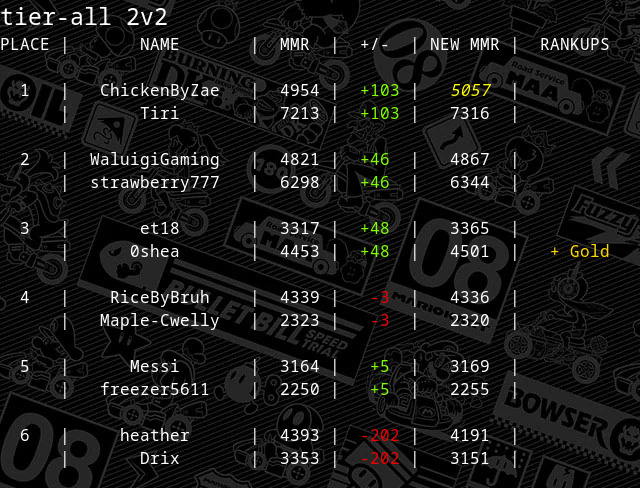 tier-all 2v2
PLACE | NAME | MMR | +/- | NEW MMR | RANKUPS
1 | ChickenByZae | 4954 | +103 | 5057
| Tiri | 7213 | +103 | 7316 |
2 | WaluigiGaming | 4821 | +46 | 4867 |
| strawberry777 | 6298 | +46 | 6344 |
3 | et18 | 3317 | +48 | 3365 |
| 0shea | 4453 | +48 | 4501 | + Gold
4 | RiceByBruh | 4339 | -3 | 4336 |
| Maple-Cwelly | 2323 | -3 | 2320 |
5 | Messi | 3164 | +5 | 3169 |
| freezer5611 | 2250 | +5 | 2255 |
6 | heather | 4393 | -202 | 4191 |
| Drix | 3353 | -202 | 3151 |